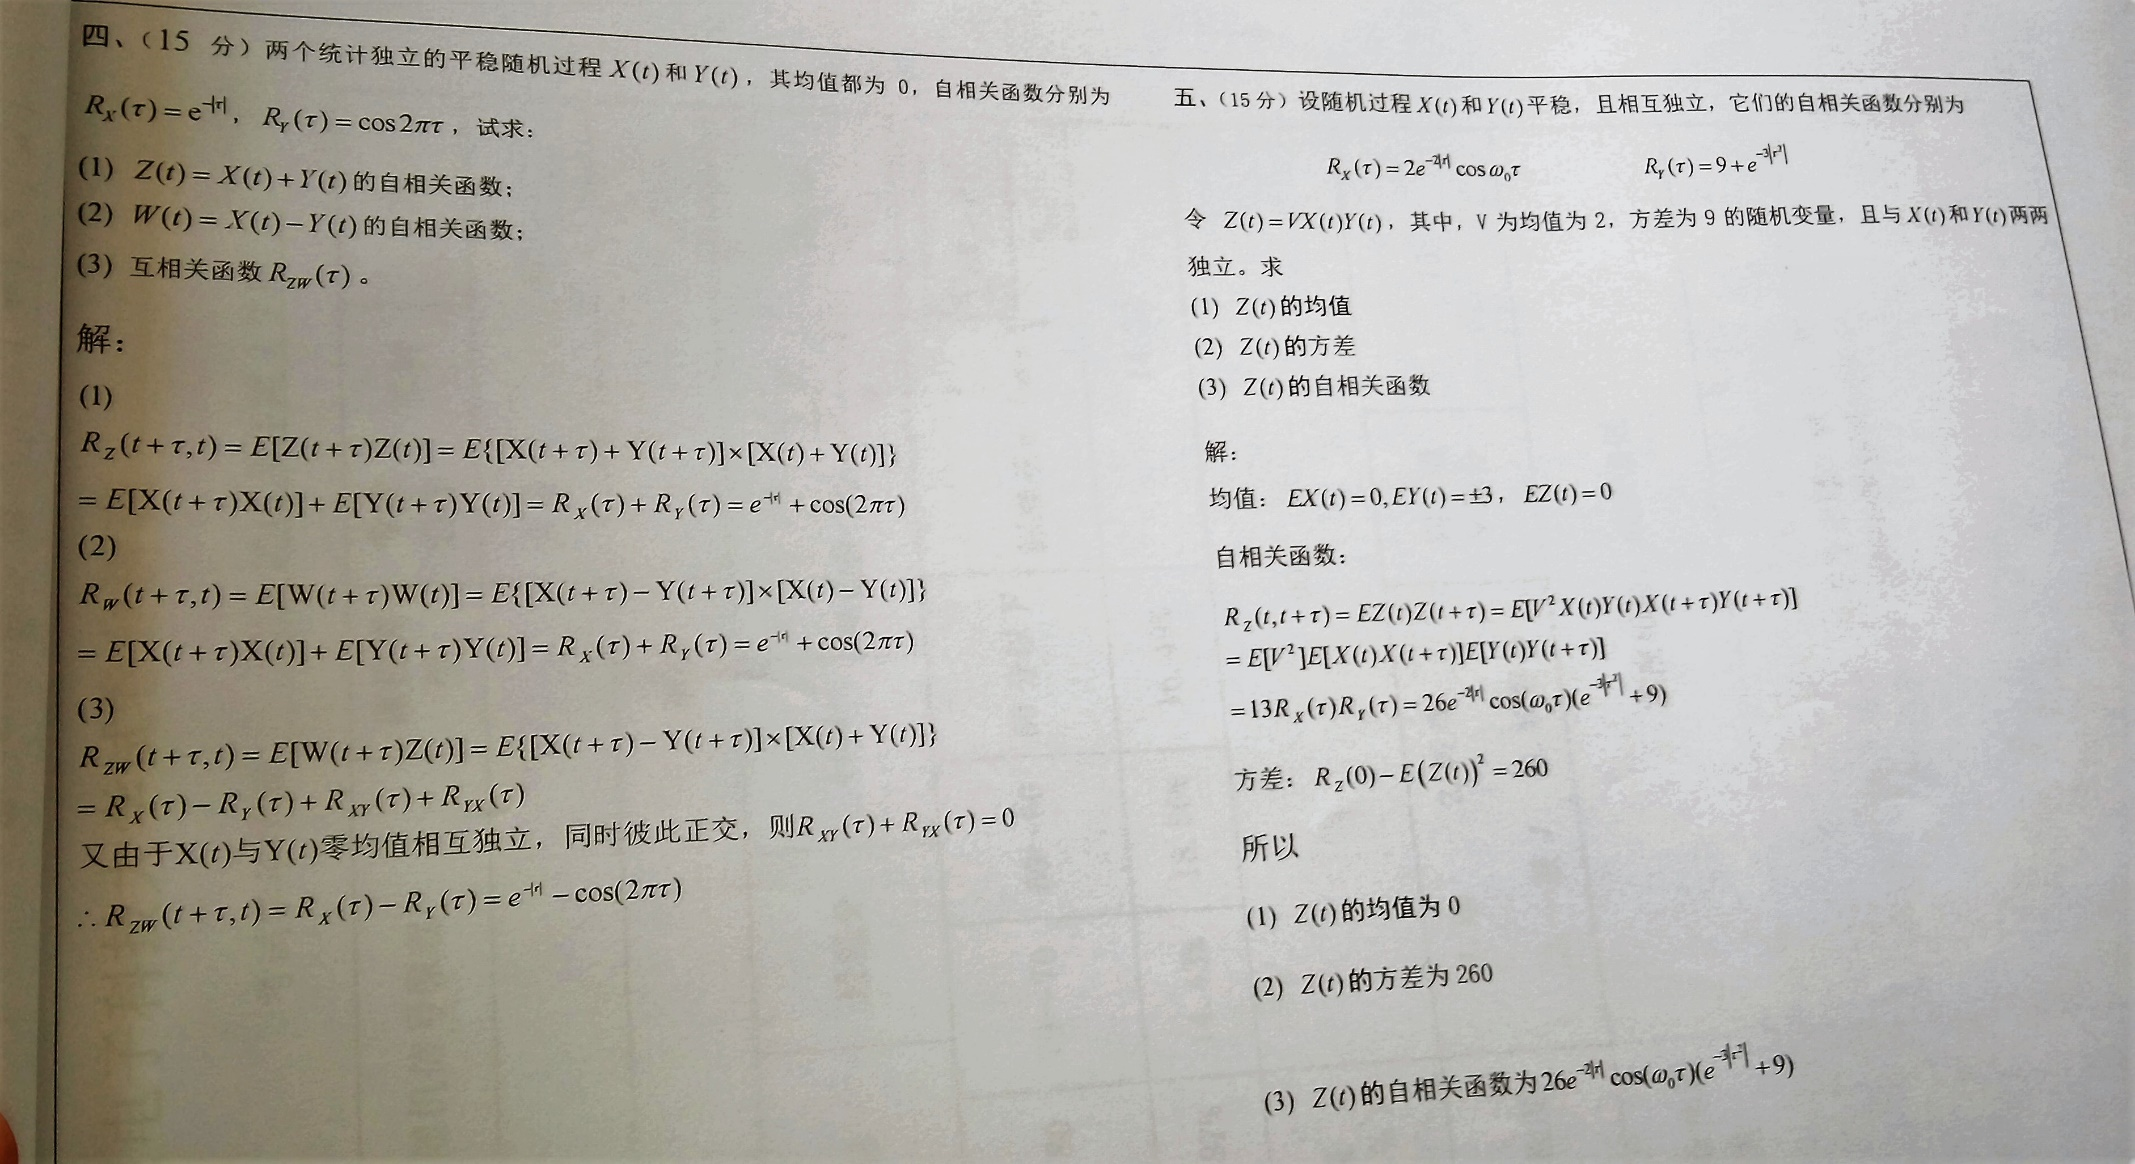 四、（15 分）两个统计独立的平稳随机过程 X(t) 和 Y(t)，其均值都为 0，自相关函数分别为
R_X(τ) = e^{-|τ|}， R_Y(τ) = cos2πτ，试求：
(1) Z(t) = X(t)+Y(t) 的自相关函数；
(2) W(t) = X(t)−Y(t) 的自相关函数；
(3) 互相关函数 R_{ZW}(τ)。
解：
(1)
R_Z(t+τ,t) = E[Z(t+τ)Z(t)] = E{[X(t+τ)+Y(t+τ)]×[X(t)+Y(t)]}
= E[X(t+τ)X(t)]+E[Y(t+τ)Y(t)] = R_X(τ)+R_Y(τ) = e^{-|τ|}+cos(2πτ)
(2)
R_W(t+τ,t) = E[W(t+τ)W(t)] = E{[X(t+τ)−Y(t+τ)]×[X(t)−Y(t)]}
= E[X(t+τ)X(t)]+E[Y(t+τ)Y(t)] = R_X(τ)+R_Y(τ) = e^{-|τ|}+cos(2πτ)
(3)
R_{ZW}(t+τ,t) = E[W(t+τ)Z(t)] = E{[X(t+τ)−Y(t+τ)]×[X(t)+Y(t)]}
= R_X(τ)−R_Y(τ)+R_{XY}(τ)+R_{YX}(τ)
又由于X(t)与Y(t)零均值相互独立，同时彼此正交，则R_{XY}(τ)+R_{YX}(τ)=0
∴ R_{ZW}(t+τ,t) = R_X(τ)−R_Y(τ) = e^{-|τ|}−cos(2πτ)
五、（15 分）设随机过程 X(t) 和 Y(t) 平稳，且相互独立，它们的自相关函数分别为
R_X(τ) = 2e^{-2|τ|} cosω_0τ R_Y(τ) = 9+e^{-3|τ^2|}
令 Z(t)=VX(t)Y(t)，其中，V 为均值为 2，方差为 9 的随机变量，且与 X(t) 和 Y(t) 两两
独立。求
(1) Z(t) 的均值
(2) Z(t) 的方差
(3) Z(t) 的自相关函数
解：
均值：EX(t)=0,EY(t)=±3，EZ(t)=0
自相关函数：
R_Z(t,t+τ) = EZ(t)Z(t+τ) = E[V^2X(t)Y(t)X(t+τ)Y(t+τ)]
= E[V^2]E[X(t)X(t+τ)]E[Y(t)Y(t+τ)]
=13R_X(τ)R_Y(τ) = 26e^{-2|τ|} cos(ω_0τ)(e^{-3|τ^2|}+9)
方差：R_Z(0)−E(Z(t))^2=260
所以
(1) Z(t) 的均值为 0
(2) Z(t) 的方差为 260
(3) Z(t) 的自相关函数为 26e^{-2|τ|} cos(ω_0τ)(e^{-3|τ^2|}+9)